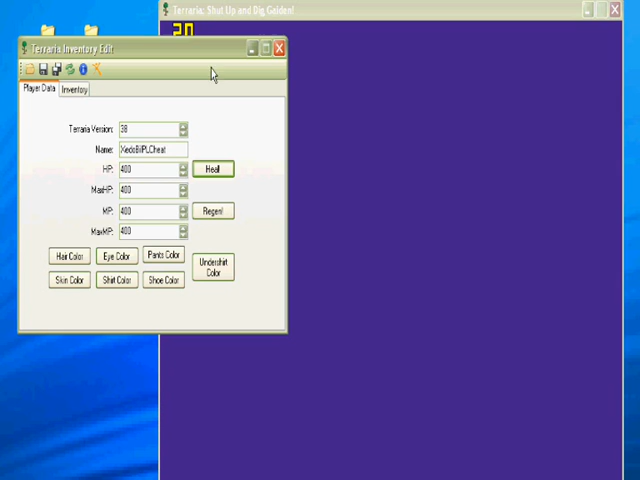 Terraria: Shut Up and Dig Gaiden!
20
Terraria Inventory Edit
Player Data
Inventory
Terraria Version: 38
Name: XedoBilPLCheat
HP: 400
Heal!
MaxHP: 400
MP: 400
Regen!
MaxMP: 400
Hair Color
Eye Color
Pants Color
Undershirt
Color
Skin Color
Shirt Color
Shoe Color